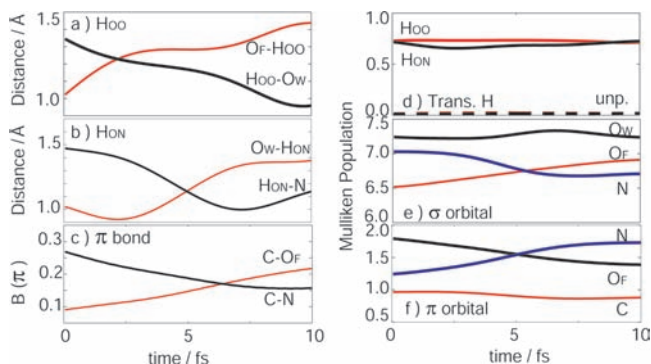 a ) HOO
1.5
OF-HOO
HOO-OW
1.0
Distance / Å
b ) HON
1.5
OW-HON
HON-N
1.0
Distance / Å
c ) π bond
0.3
C-OF
0.2
C-N
0.1
B (π)
0 5 10
time / fs
1.0
HOO
HON
0.5
0.0
d ) Trans. H unp.
7.5
OW
7.0
OF
6.5
N
6.0
e ) σ orbital
Mulliken Population
2.0
N
1.5
OF
1.0
C
0.5
f ) π orbital
0 5 10
time / fs